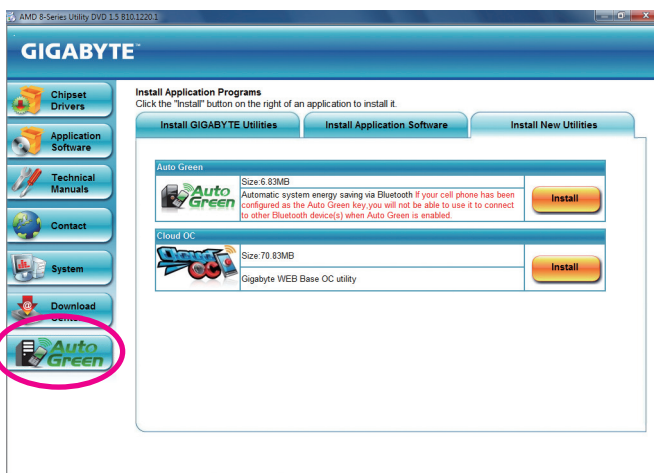 AMD 8-Series Utility DVD 1.5 B10.1220.1
GIGABYTE™
Chipset
Drivers
Application
Software
Technical
Manuals
Contact
System
Download
Center
Auto
Green
Install Application Programs
Click the "Install" button on the right of an application to install it.
Install GIGABYTE Utilities
Install Application Software
Install New Utilities
Auto Green
Auto
Green
Size:6.83MB
Automatic system energy saving via Bluetooth If your cell phone has been
configured as the Auto Green key,you will not be able to use it to connect
to other Bluetooth device(s) when Auto Green is enabled.
Install
Cloud OC
Cloud
OC
Size:70.83MB
Gigabyte WEB Base OC utility
Install